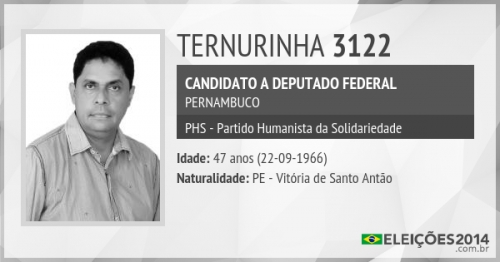 TERNURINHA 3122
CANDIDATO A DEPUTADO FEDERAL
PERNAMBUCO
PHS - Partido Humanista da Solidariedade
Idade: 47 anos (22-09-1966)
Naturalidade: PE - Vitória de Santo Antão
ELEIÇÕES2014
.com.br